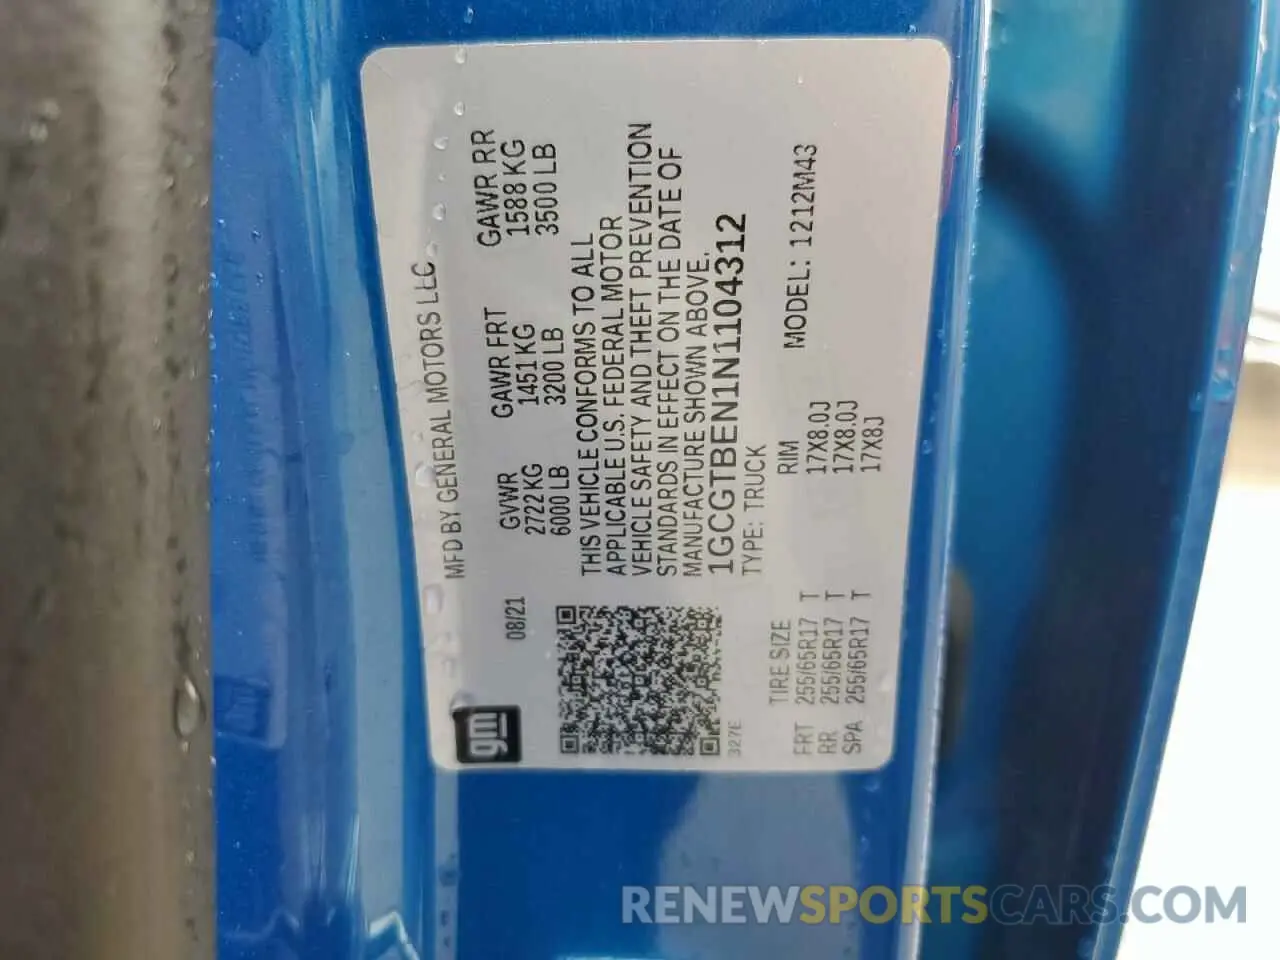 gm
MFD BY GENERAL MOTORS LLC
08/21
GVWR GAWR FRT GAWR RR
2722 KG 1451 KG 1588 KG
6000 LB 3200 LB 3500 LB
THIS VEHICLE CONFORMS TO ALL
APPLICABLE U.S. FEDERAL MOTOR
VEHICLE SAFETY AND THEFT PREVENTION
STANDARDS IN EFFECT ON THE DATE OF
MANUFACTURE SHOWN ABOVE.
1GCGTBEN1N1104312
327E
TYPE: TRUCK
MODEL: 1212M43
TIRE SIZE RIM
FRT 255/65R17 T 17X8.0J
RR 255/65R17 T 17X8.0J
SPA 255/65R17 T 17X8J
RENEWSPORTSCARS.COM